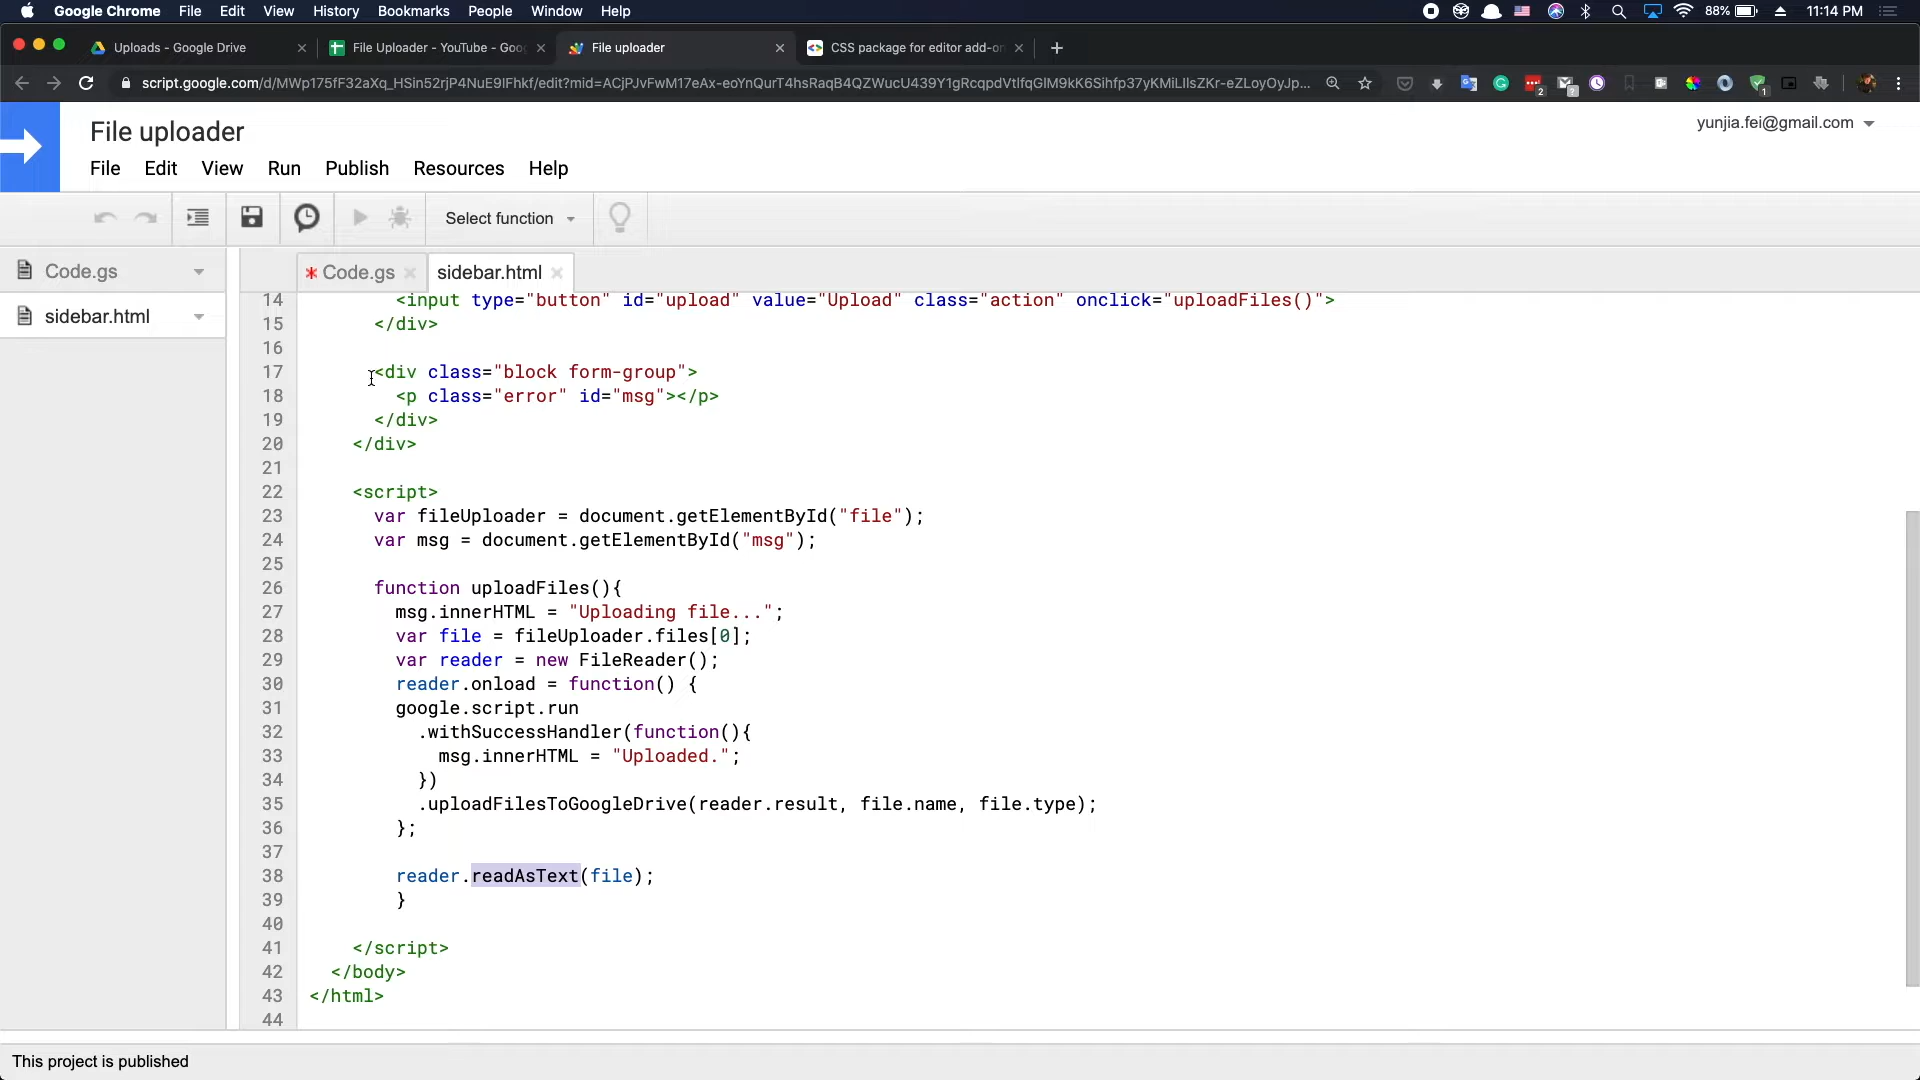 Google Chrome File Edit View History Bookmarks People Window Help 88% 11:14 PM
Uploads - Google Drive File Uploader - YouTube - Goo File uploader CSS package for editor add-on
script.google.com/d/MWp175fF32aXq_HSin52rjP4NuE9IFhkf/edit?mid=ACjPJvFwM17eAx-eoYnQurT4hsRaqB4QZWucU439Y1gRcqpdVtIfqGlM9kK6Sihfp37yKMiLIlsZKr-eZLoyOyJp...
File uploader
yunjia.fei@gmail.com
File Edit View Run Publish Resources Help
Select function
Code.gs
sidebar.html
* Code.gs sidebar.html
14 <input type="button" id="upload" value="Upload" class="action" onclick="uploadFiles()">
15 </div>
16
17 <div class="block form-group">
18 <p class="error" id="msg"></p>
19 </div>
20 </div>
21
22 <script>
23 var fileUploader = document.getElementById("file");
24 var msg = document.getElementById("msg");
25
26 function uploadFiles(){
27 msg.innerHTML = "Uploading file...";
28 var file = fileUploader.files[0];
29 var reader = new FileReader();
30 reader.onload = function() {
31 google.script.run
32 .withSuccessHandler(function(){
33 msg.innerHTML = "Uploaded.";
34 })
35 .uploadFilesToGoogleDrive(reader.result, file.name, file.type);
36 };
37
38 reader.readAsText(file);
39 }
40
41 </script>
42 </body>
43 </html>
44
This project is published